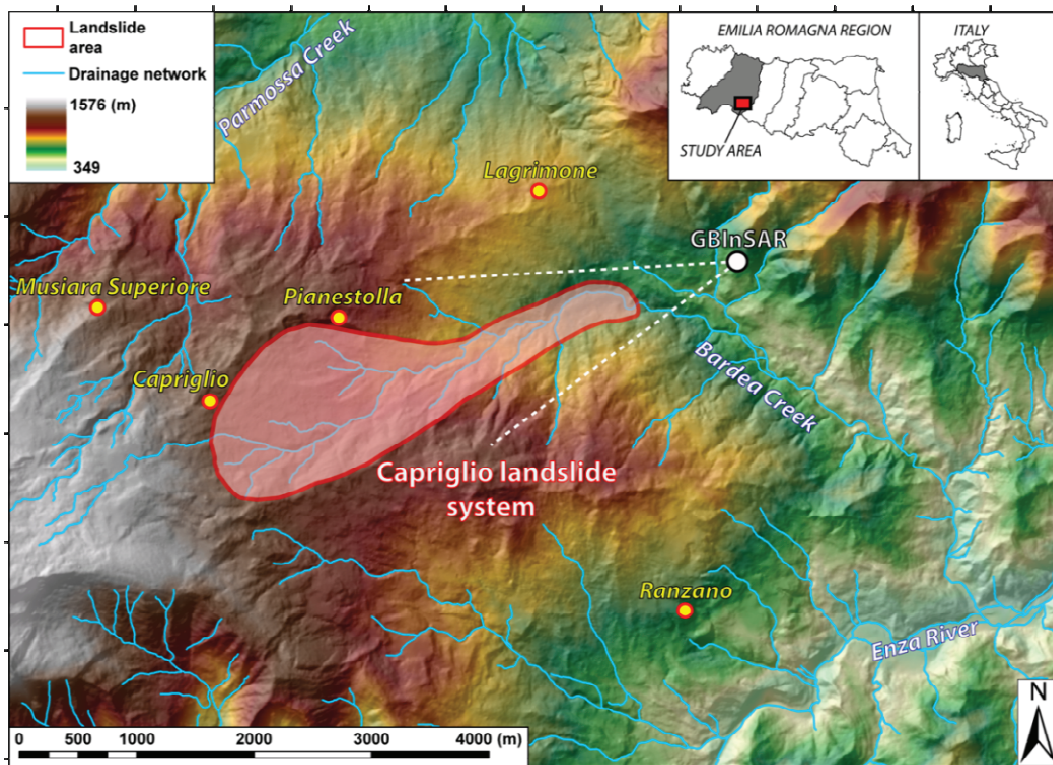 Landslide
area
Drainage network
1576 (m)
349
EMILIA ROMAGNA REGION
STUDY AREA
ITALY
Parmossa Creek
Lagrimone
GBInSAR
Musiara Superiore
Pianestolla
Capriglio
Bardea Creek
Capriglio landslide
system
Ranzano
Enza River
N
0 500 1000 2000 3000 4000 (m)